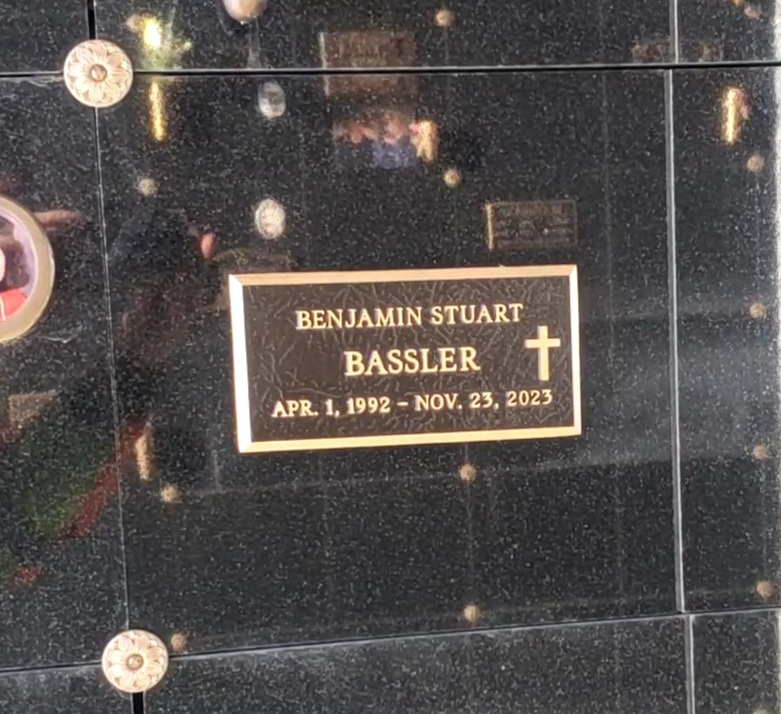 BENJAMIN STUART
BASSLER
APR. 1, 1992 – NOV. 23, 2023